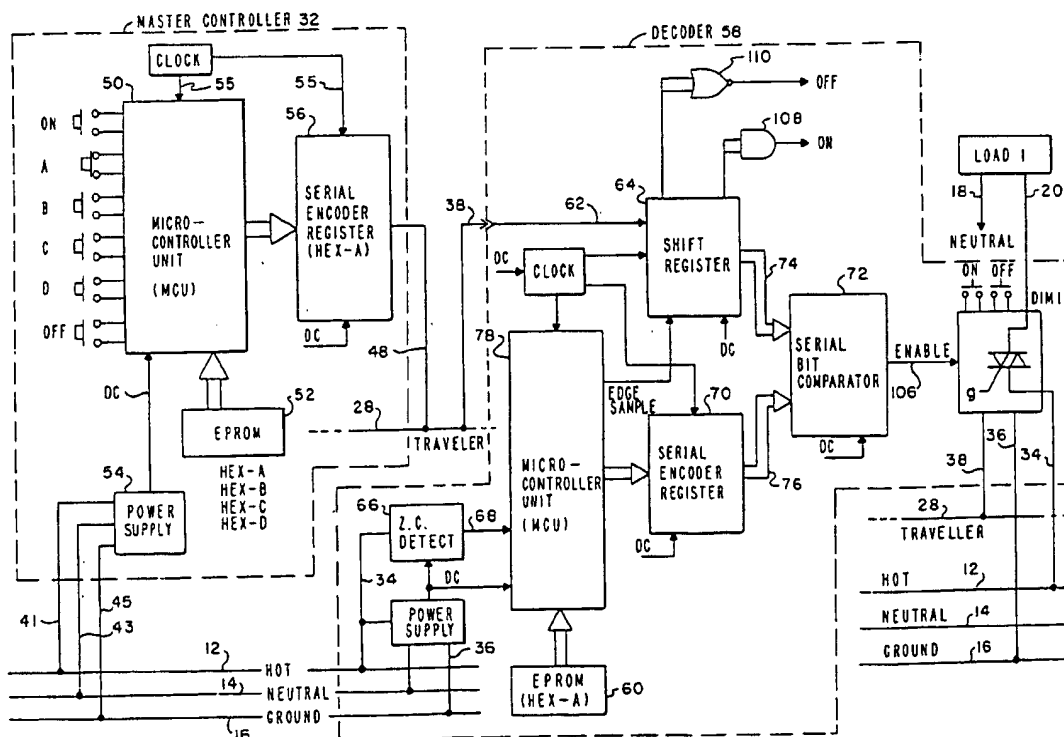 MASTER CONTROLLER 32
CLOCK
55
55
50
56
ON
A
B
C
D
OFF
MICRO-
CONTROLLER
UNIT
(MCU)
SERIAL
ENCODER
REGISTER
(HEX-A)
DC
DC
48
52
EPROM
HEX-A
HEX-B
HEX-C
HEX-D
54
POWER
SUPPLY
41
45
43
28
TRAVELER
38
DECODER 58
110
OFF
108
ON
64
62
SHIFT
REGISTER
DC
CLOCK
DC
74
72
SERIAL
BIT COMPARATOR
DC
78
EDGE
SAMPLE
MICRO-
CONTROLLER
UNIT
(MCU)
70
SERIAL
ENCODER
REGISTER
76
DC
66
Z.C.
DETECT
68
34
DC
POWER
SUPPLY
36
EPROM
(HEX-A)
60
12
HOT
14
NEUTRAL
16
GROUND
LOAD 1
18
20
NEUTRAL
ON OFF
DIM1
ENABLE
106
g
38
36
34
28
TRAVELLER
HOT 12
NEUTRAL 14
GROUND 16